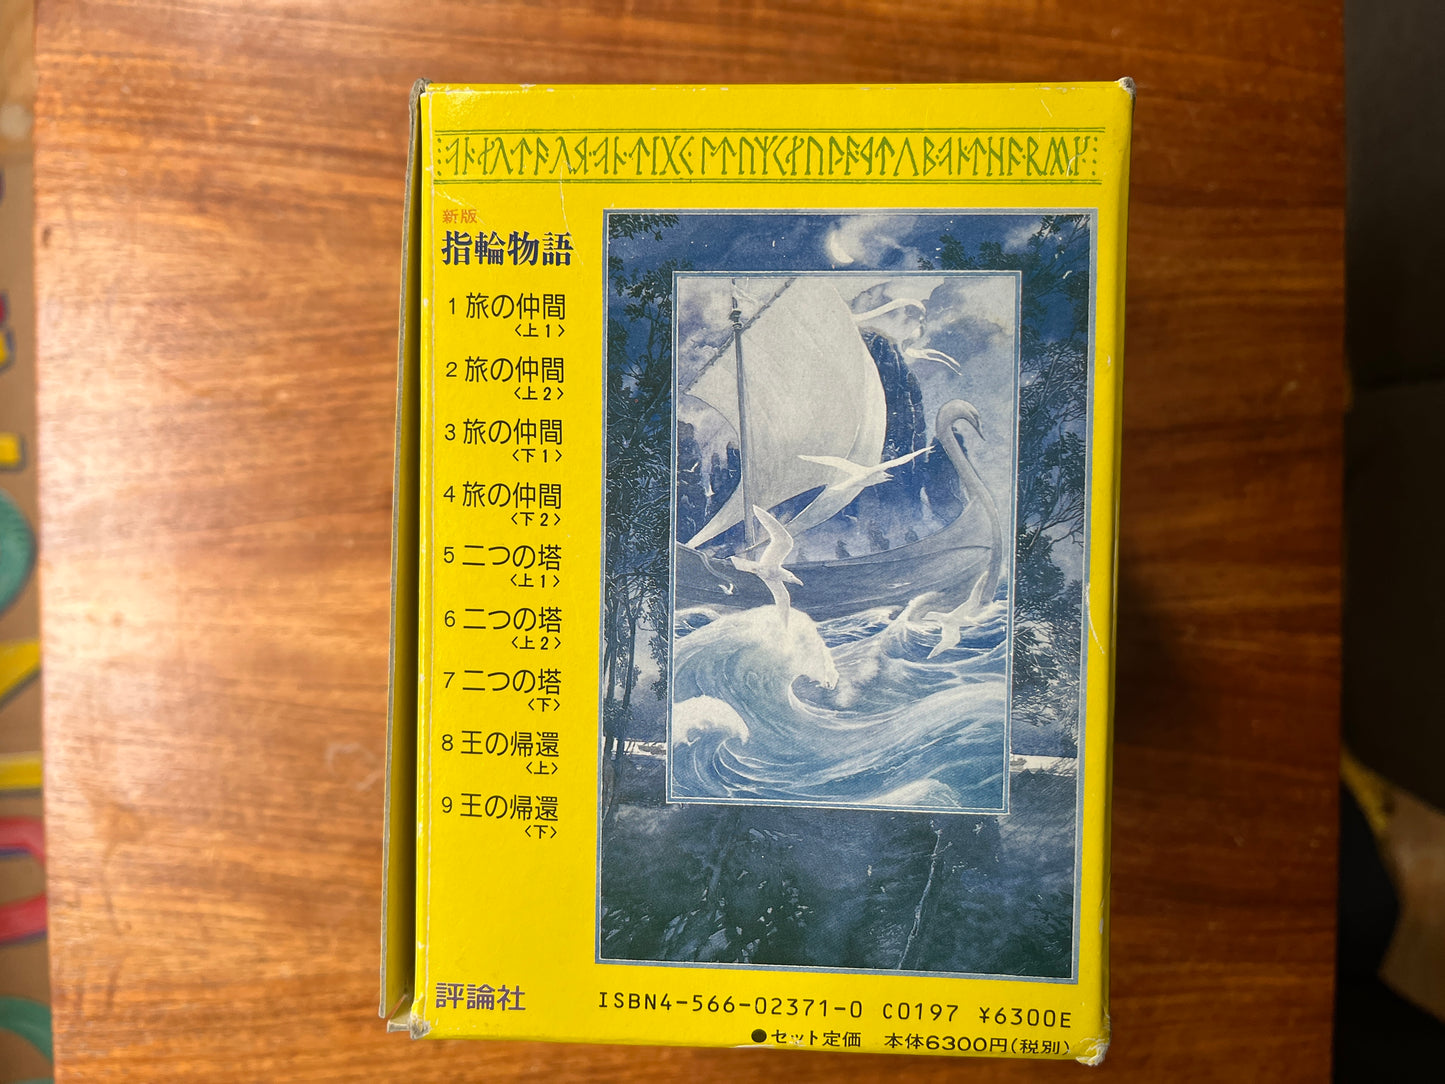 新版
指輪物語
1 旅の仲間
〈上1〉
2 旅の仲間
〈上2〉
3 旅の仲間
〈下1〉
4 旅の仲間
〈下2〉
5 二つの塔
〈上1〉
6 二つの塔
〈上2〉
7 二つの塔
〈下〉
8 王の帰還
〈上〉
9 王の帰還
〈下〉
評論社
ISBN4-566-02371-0 C0197 ¥6300E
●セット定価 本体6300円(税別)